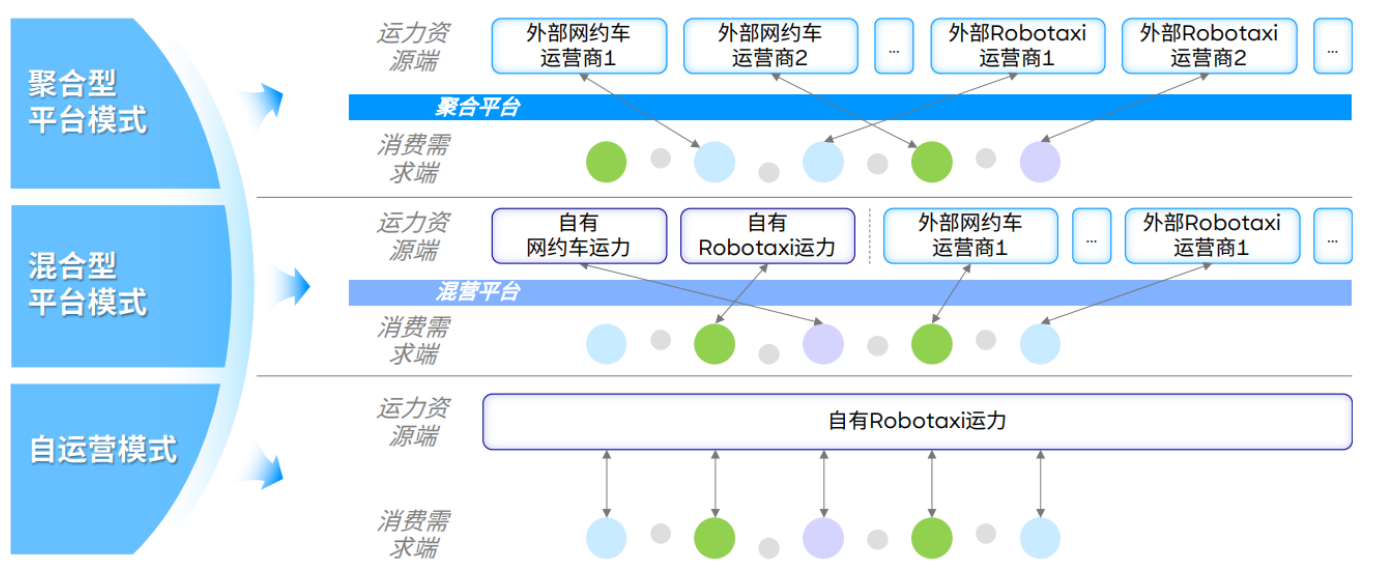 聚合型
平台模式
运力资
源端
外部网约车
运营商1
外部网约车
运营商2
...
外部Robotaxi
运营商1
外部Robotaxi
运营商2
...
聚合平台
消费需
求端
混合型
平台模式
运力资
源端
自有
网约车运力
自有
Robotaxi运力
外部网约车
运营商1
...
外部Robotaxi
运营商1
...
混营平台
消费需
求端
自运营模式
运力资
源端
自有Robotaxi运力
消费需
求端